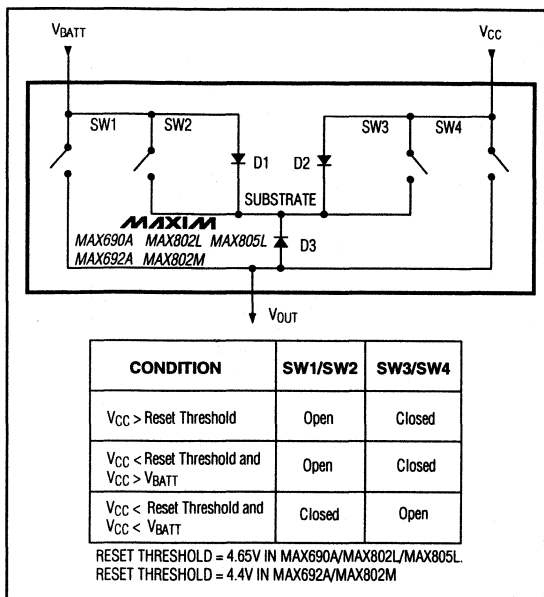 VBATT VCC
SW1 SW2 SW3 SW4
D1 D2
SUBSTRATE
MAXIM
MAX690A MAX802L MAX805L D3
MAX692A MAX802M
VOUT
CONDITION SW1/SW2 SW3/SW4
VCC > Reset Threshold Open Closed
VCC < Reset Threshold and
VCC > VBATT Open Closed
VCC < Reset Threshold and
VCC < VBATT Closed Open
RESET THRESHOLD = 4.65V IN MAX690A/MAX802L/MAX805L.
RESET THRESHOLD = 4.4V IN MAX692A/MAX802M